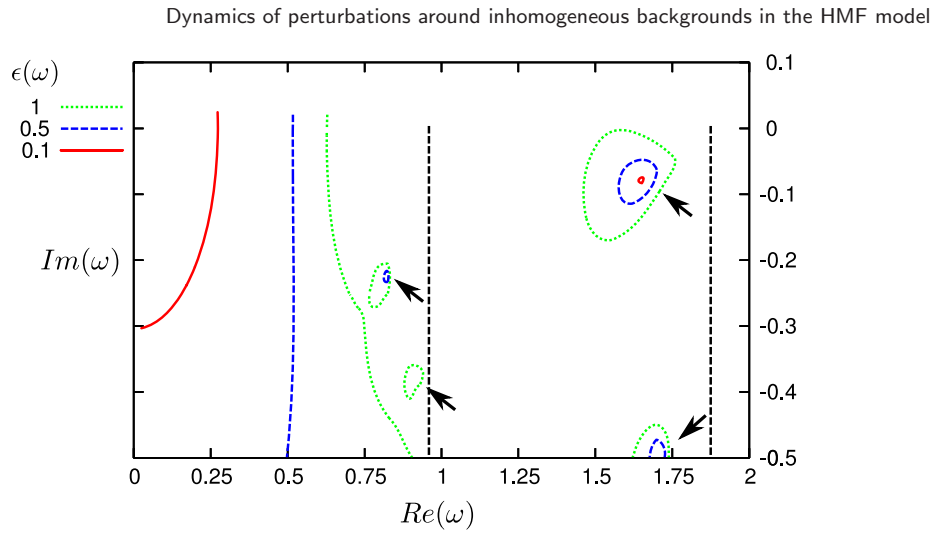 Dynamics of perturbations around inhomogeneous backgrounds in the HMF model
ϵ(ω)
1
0.5
0.1
0.1
0
-0.1
-0.2
-0.3
-0.4
-0.5
Im(ω)
0 0.25 0.5 0.75 1 1.25 1.5 1.75 2
Re(ω)